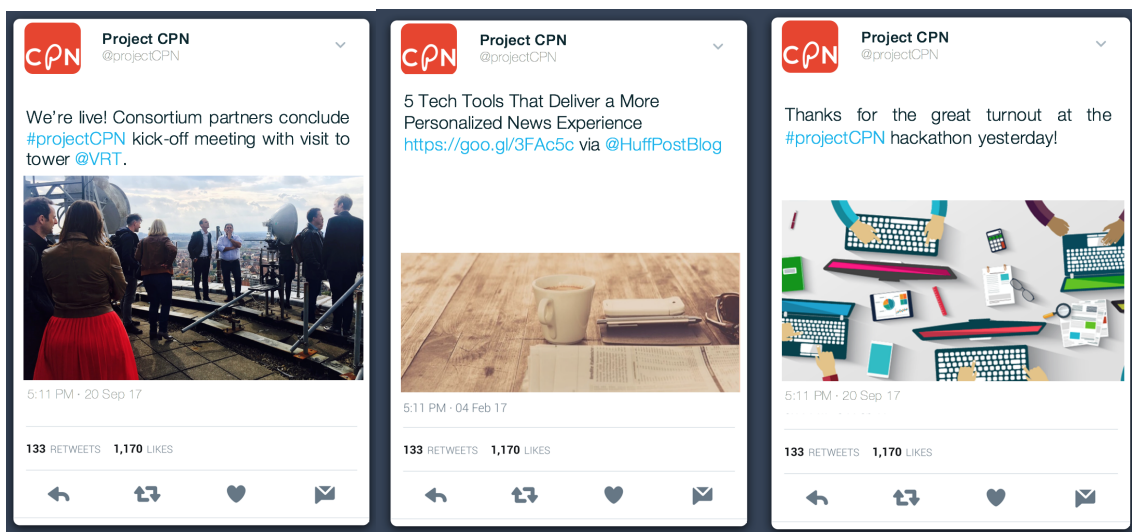 CPN
Project CPN
@projectCPN
We're live! Consortium partners conclude
#projectCPN kick-off meeting with visit to
tower @VRT.
5:11 PM · 20 Sep 17
133 RETWEETS 1,170 LIKES
CPN
Project CPN
@projectCPN
5 Tech Tools That Deliver a More
Personalized News Experience
https://goo.gl/3FAc5c via @HuffPostBlog
5:11 PM · 04 Feb 17
133 RETWEETS 1,170 LIKES
CPN
Project CPN
@projectCPN
Thanks for the great turnout at the
#projectCPN hackathon yesterday!
5:11 PM · 20 Sep 17
133 RETWEETS 1,170 LIKES